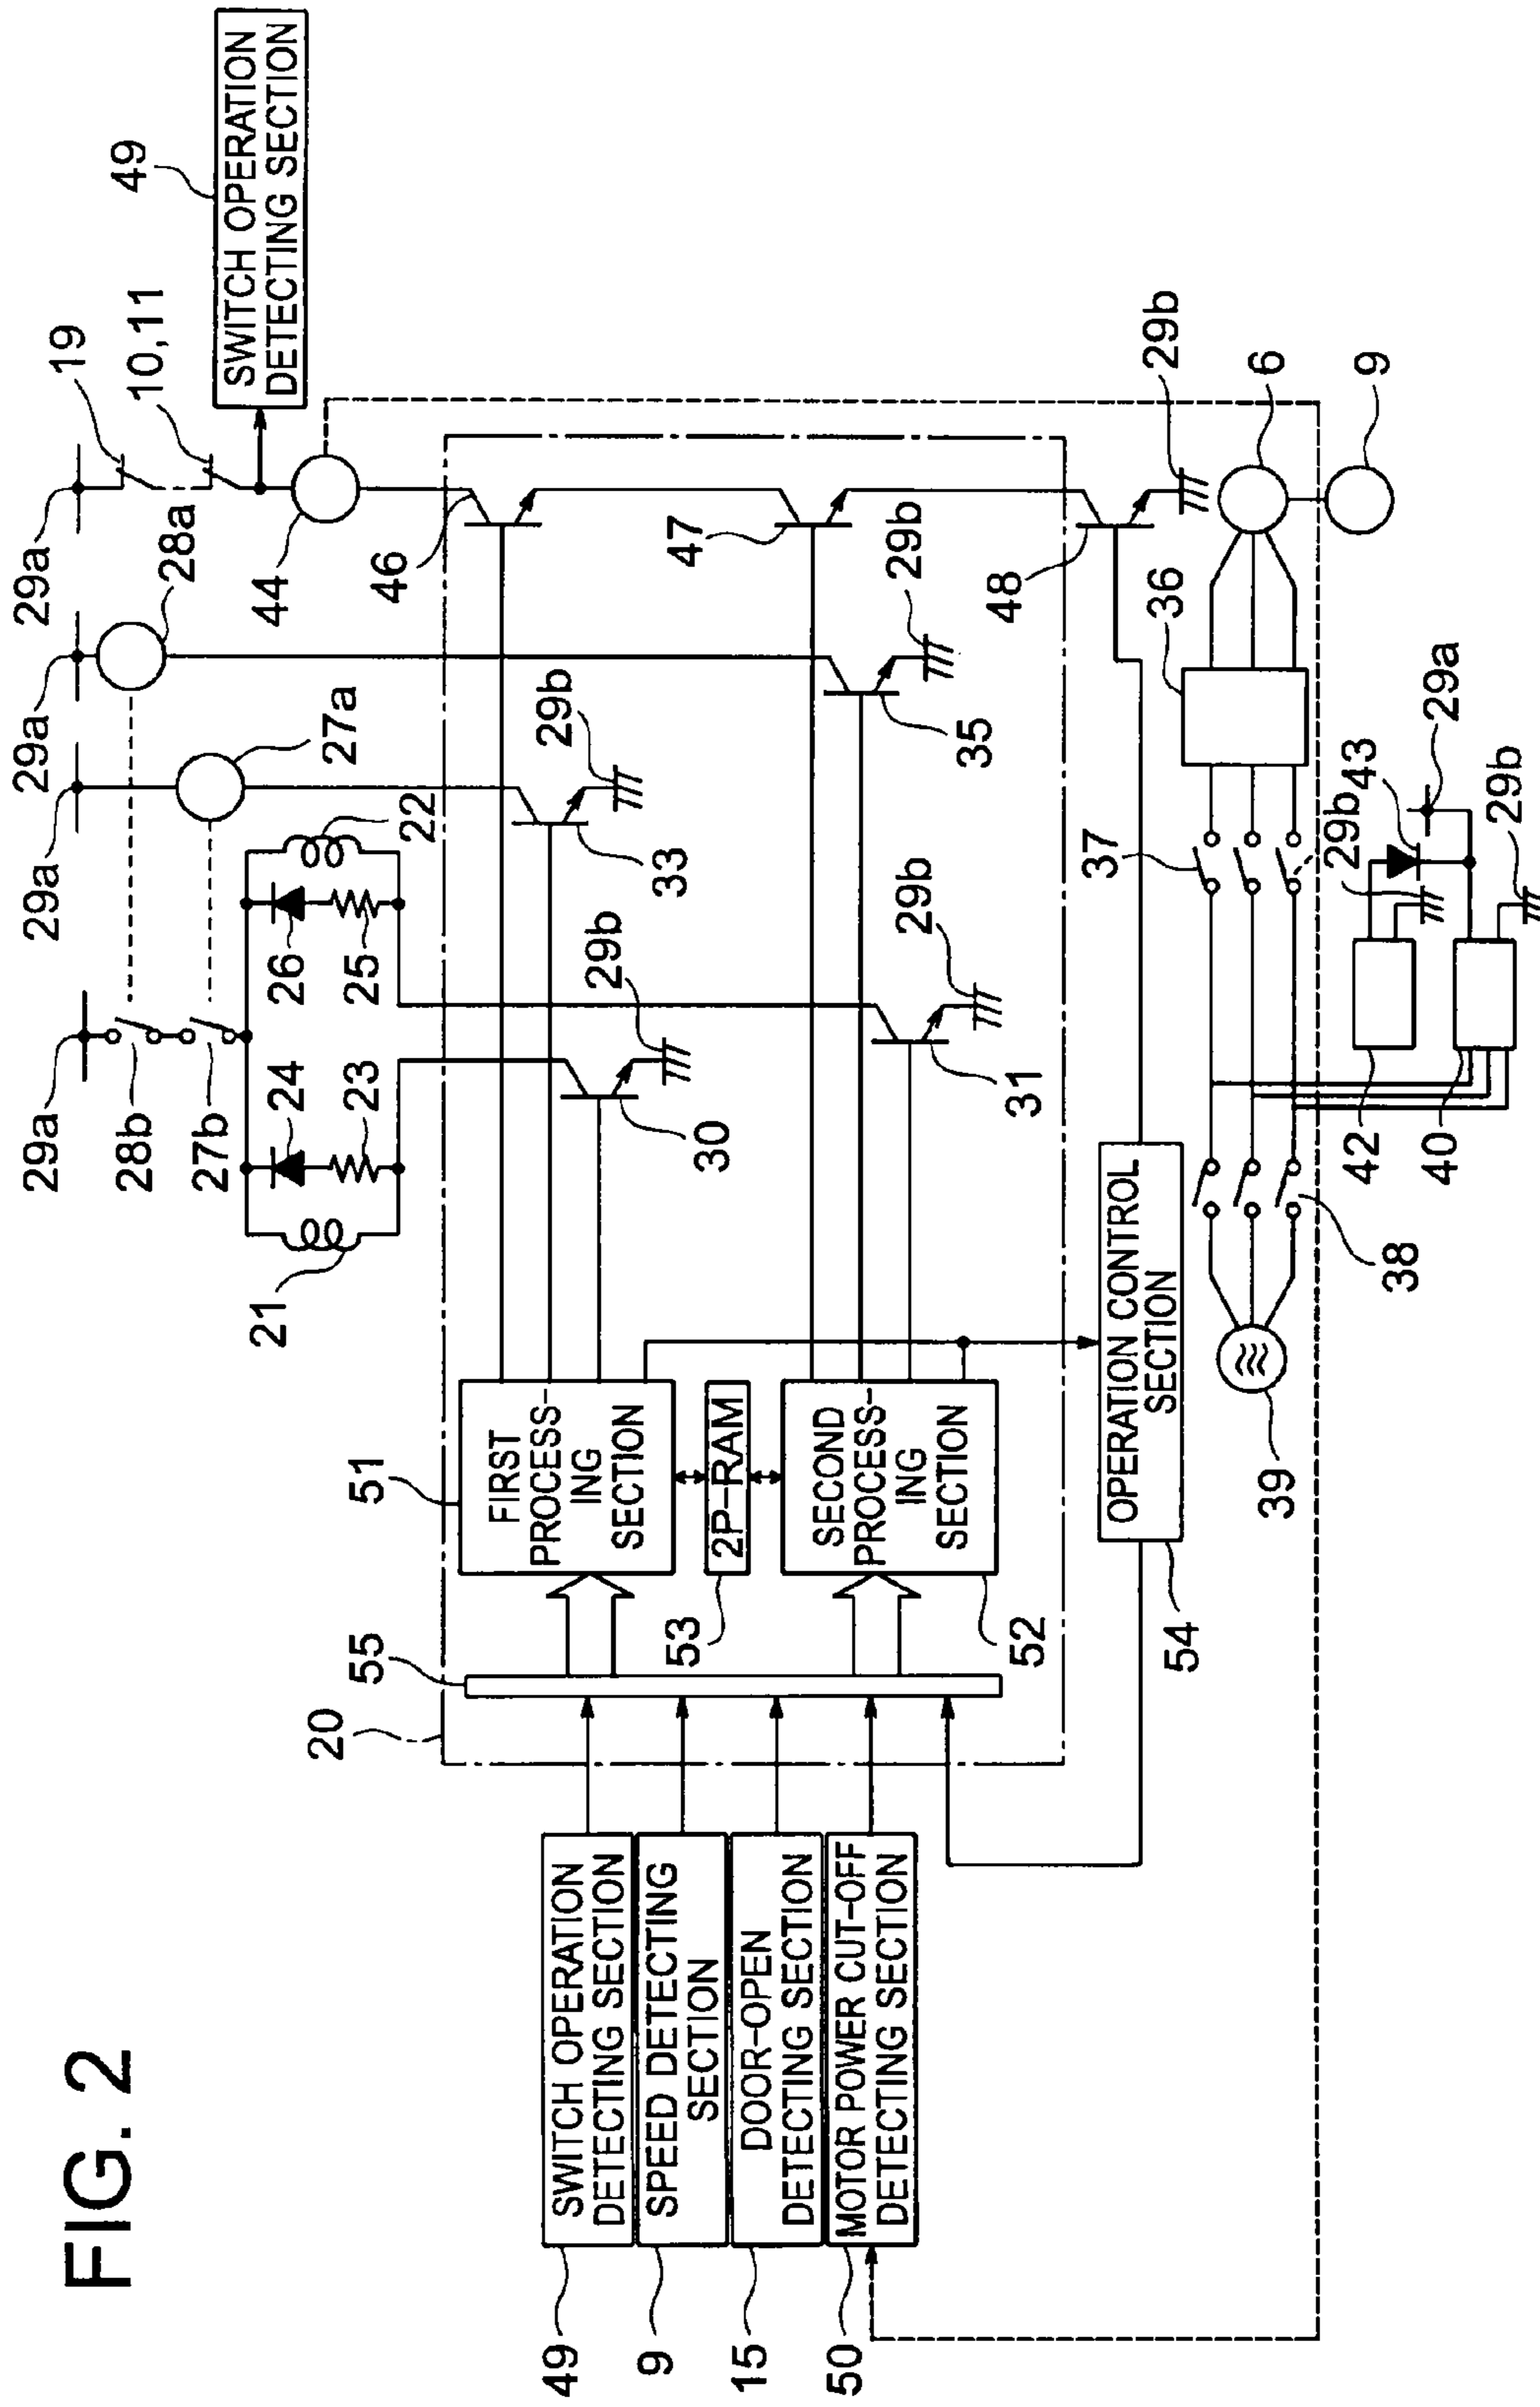 FIG. 2
29a
29a
29a
29a
19
10,11
49
SWITCH OPERATION
DETECTING SECTION
28b
27b
28a
27a
44
24
23
26
25
22
21
20
55
51
FIRST
PROCESS-
ING
SECTION
53
2P-RAM
SECOND
PROCESS-
ING
SECTION
52
30
29b
31
29b
33
29b
35
29b
46
47
48
29b
49
SWITCH OPERATION
DETECTING SECTION
9
SPEED DETECTING
SECTION
15
DOOR-OPEN
DETECTING SECTION
50
MOTOR POWER CUT-OFF
DETECTING SECTION
54
OPERATION CONTROL
SECTION
39
38
37
36
6
9
42
40
29b
43
29a
29b